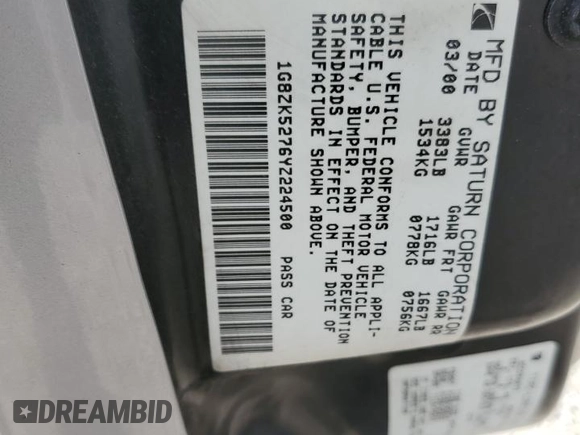 MFD BY SATURN CORPORATION
DATE GVWR GAWR FRT GAWR RR
03/00 3383LB 1716LB 1667LB
1534KG 0778KG 0756KG
THIS VEHICLE CONFORMS TO ALL APPLI-
CABLE U.S. FEDERAL MOTOR VEHICLE
SAFETY, BUMPER, AND THEFT PREVENTION
STANDARDS IN EFFECT ON THE DATE OF
MANUFACTURE SHOWN ABOVE.
1G8ZK5276YZ224500 PASS CAR
DREAMBID